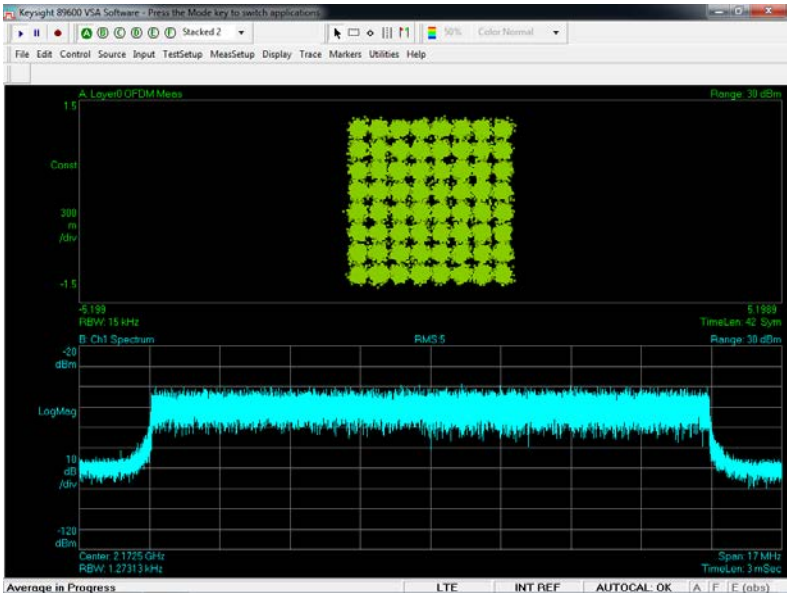 Keysight 89600 VSA Software - Press the Mode key to switch applications
A B C D E F Stacked 2 50% Color Normal
File Edit Control Source Input TestSetup MeasSetup Display Trace Markers Utilities Help
A: Layer0 OFDM Meas Range: 30 dBm
1.5
Const
300
m
/div
-1.5
-5.199 5.1989
RBW: 15 kHz TimeLen: 42 Sym
B: Ch1 Spectrum RMS:5 Range: 30 dBm
-20
dBm
LogMag
10
dB
/div
-120
dBm
Center: 2.1725 GHz Span: 17 MHz
RBW: 1.27313 kHz TimeLen: 3 mSec
Average in Progress LTE INT REF AUTOCAL: OK A F E (obs)